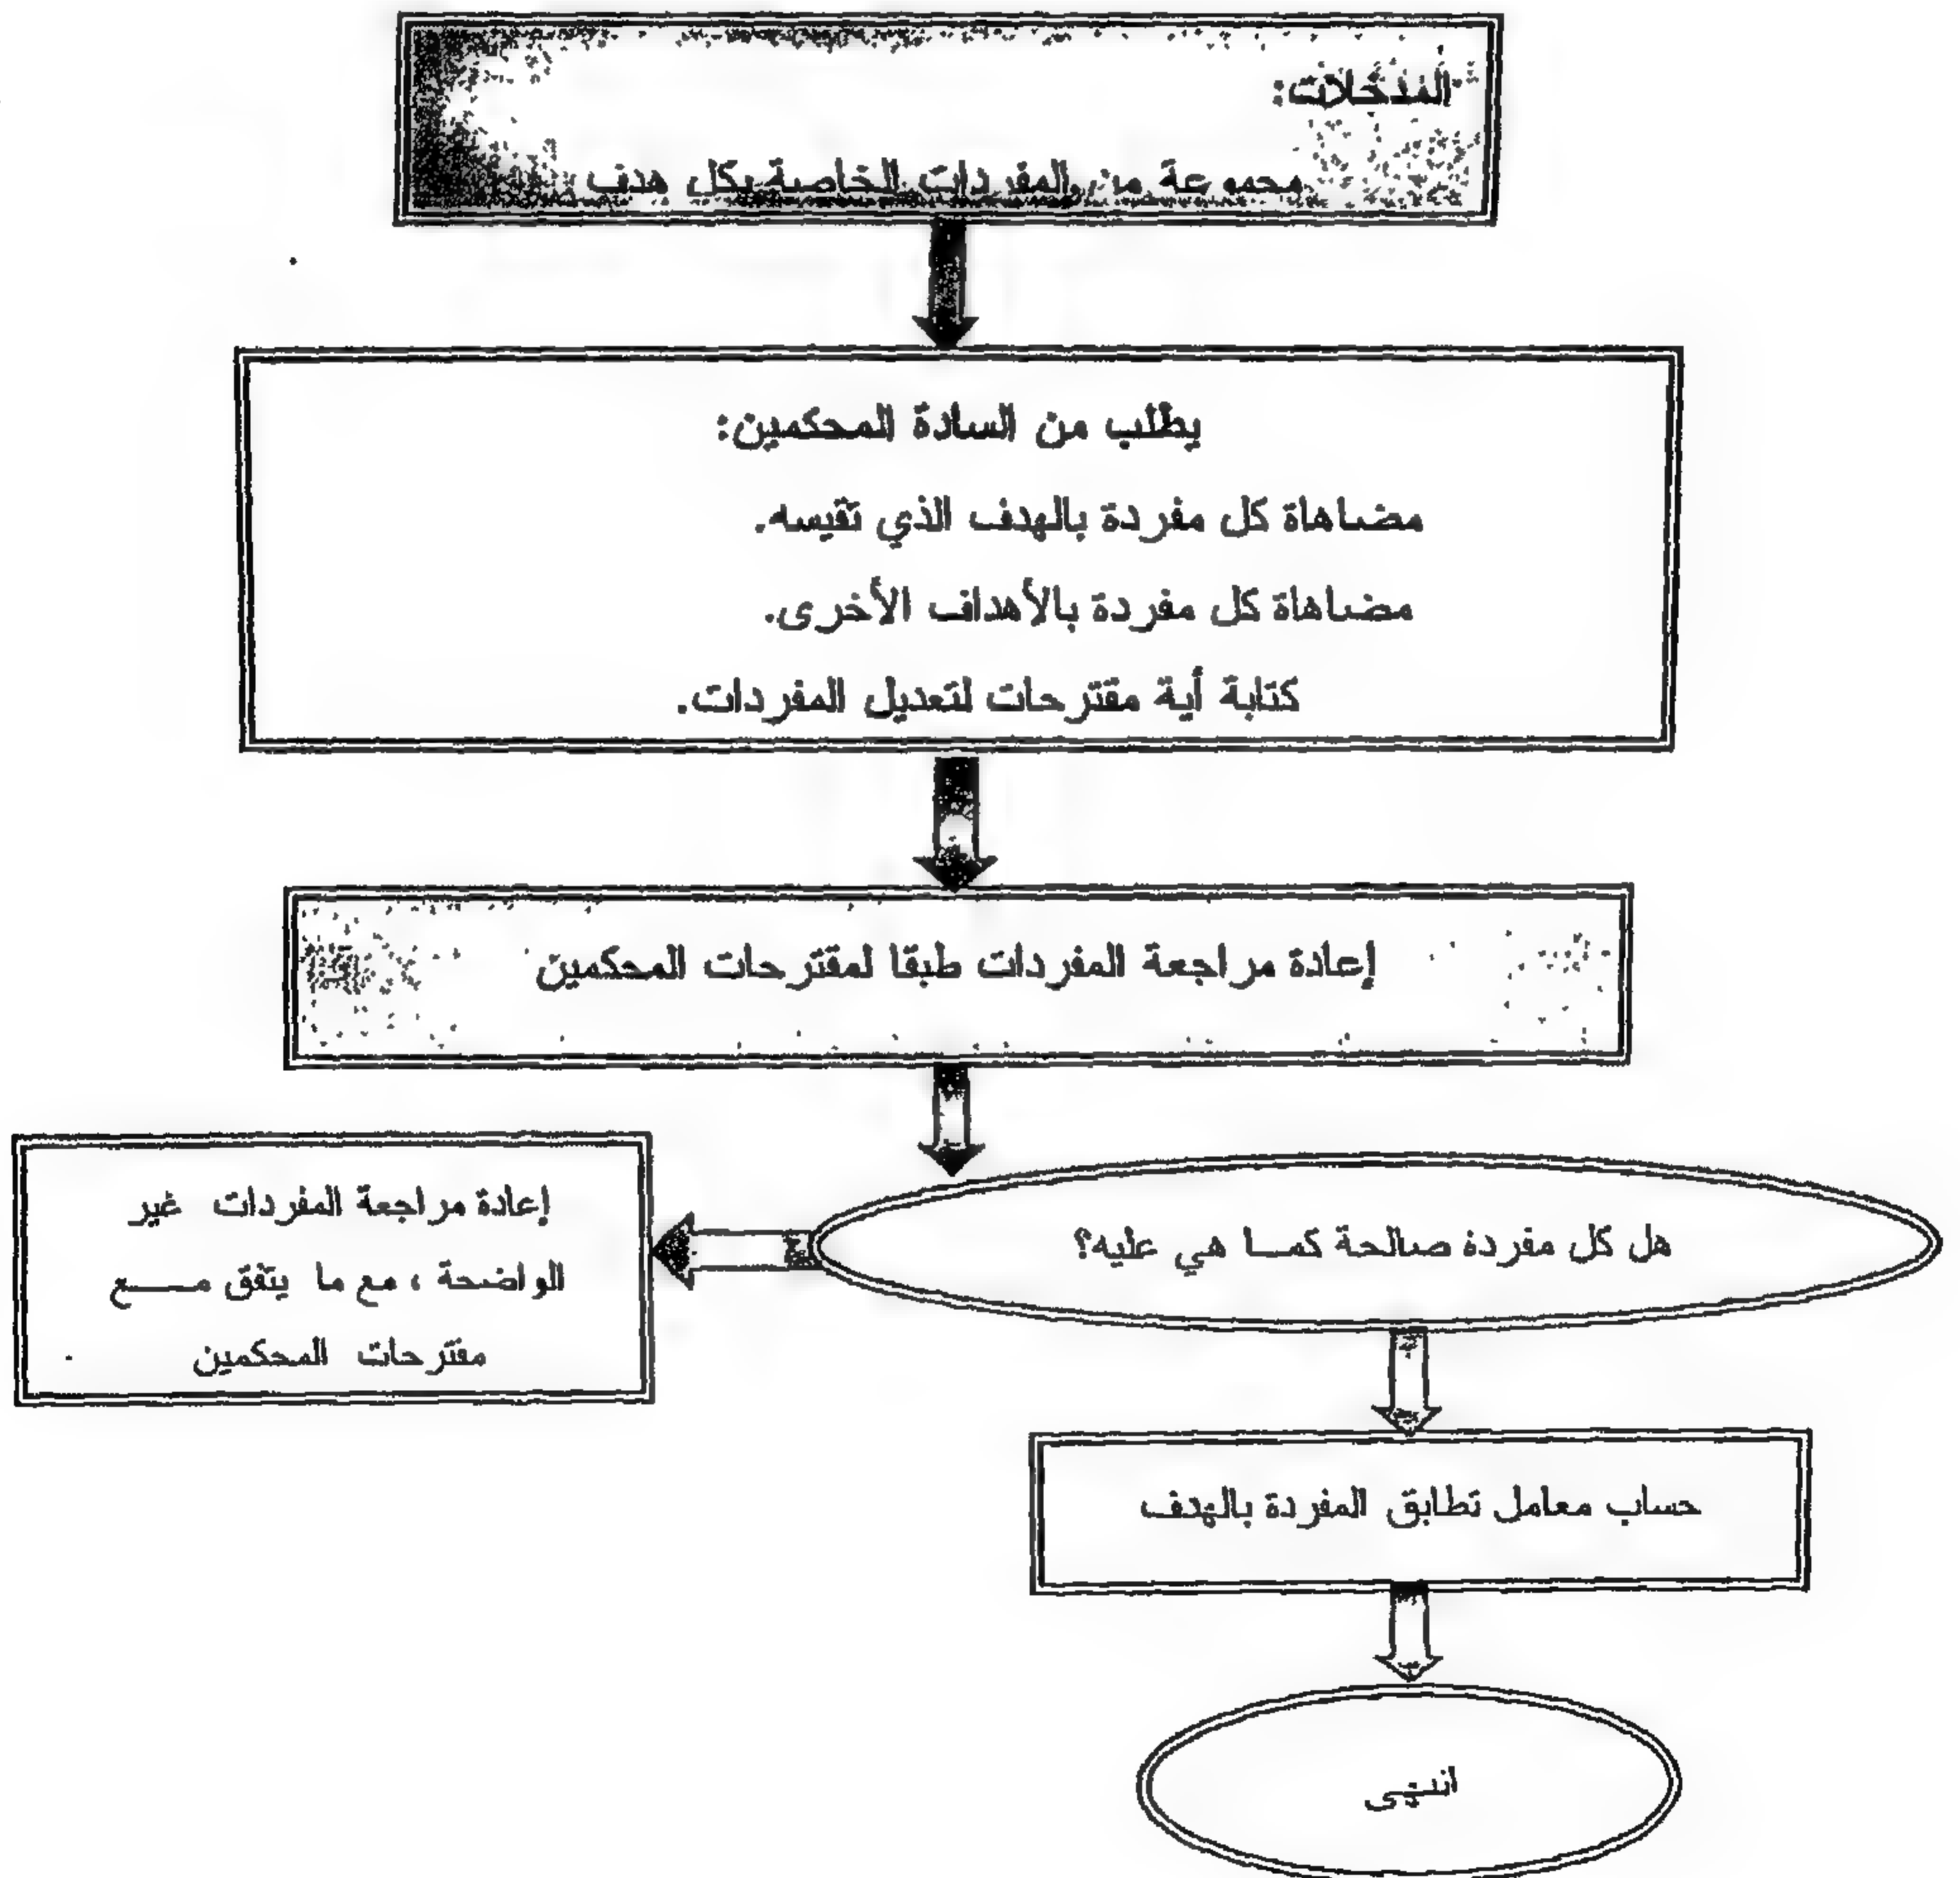 المدخلات:
مجموعة من المفردات الخاصة بكل هدف
يطلب من السادة المحكمين:
مضاهاة كل مفردة بالهدف الذي تقيسه.
مضاهاة كل مفردة بالأهداف الأخرى.
كتابة أية مقترحات لتعديل المفردات.
إعادة مراجعة المفردات طبقا لمقترحات المحكمين
هل كل مفردة صالحة كمـا هي عليه؟
إعادة مراجعة المفردات غير
الواضحة ، مع ما يتفق مــع
مقترحات المحكمين
حساب معامل تطابق المفردة بالهدف
انتهى